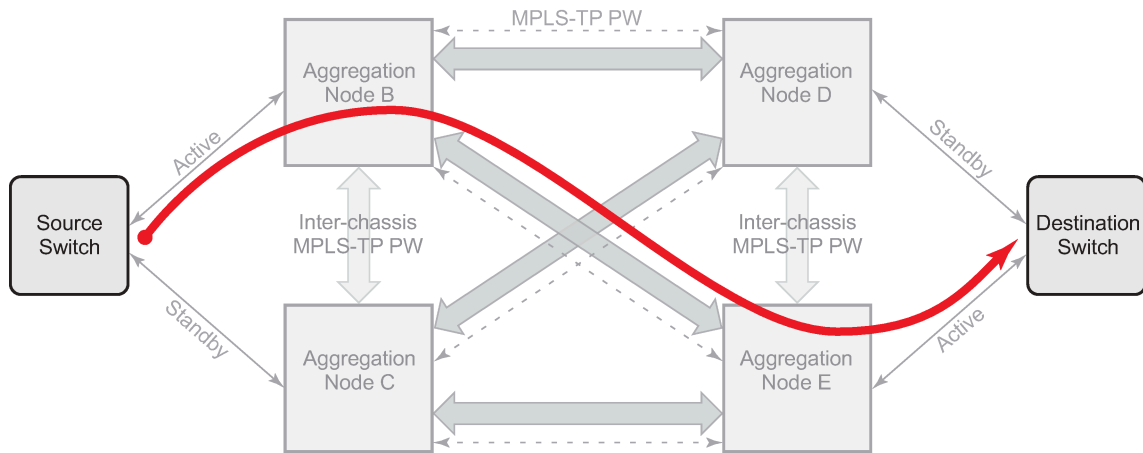 MPLS-TP PW
Aggregation
Node B
Aggregation
Node D
Active
Standby
Source
Switch
Inter-chassis
MPLS-TP PW
Inter-chassis
MPLS-TP PW
Destination
Switch
Standby
Aggregation
Node C
Aggregation
Node E
Active